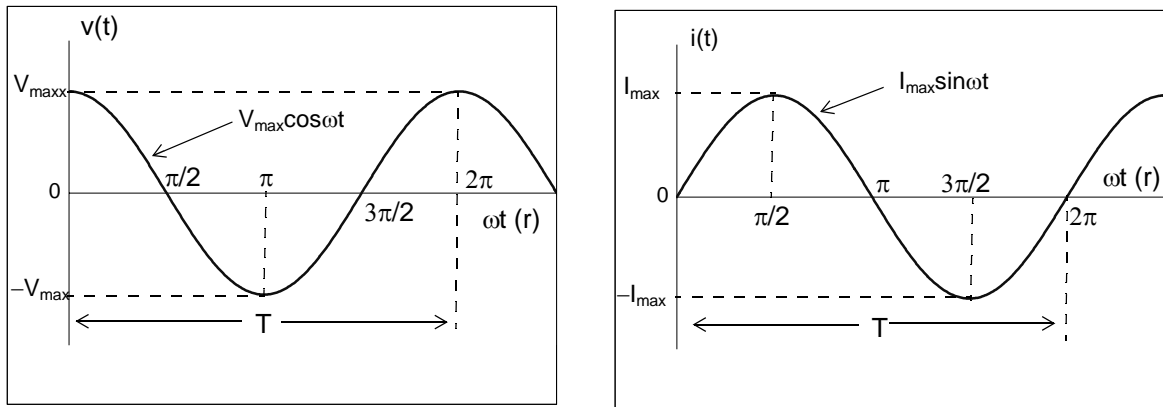 v(t)
Vmaxx
Vmaxcosωt
0
π/2
π
3π/2
2π
ωt (r)
−Vmax
T
i(t)
Imax
Imaxsinωt
0
π/2
π
3π/2
2π
ωt (r)
−Imax
T